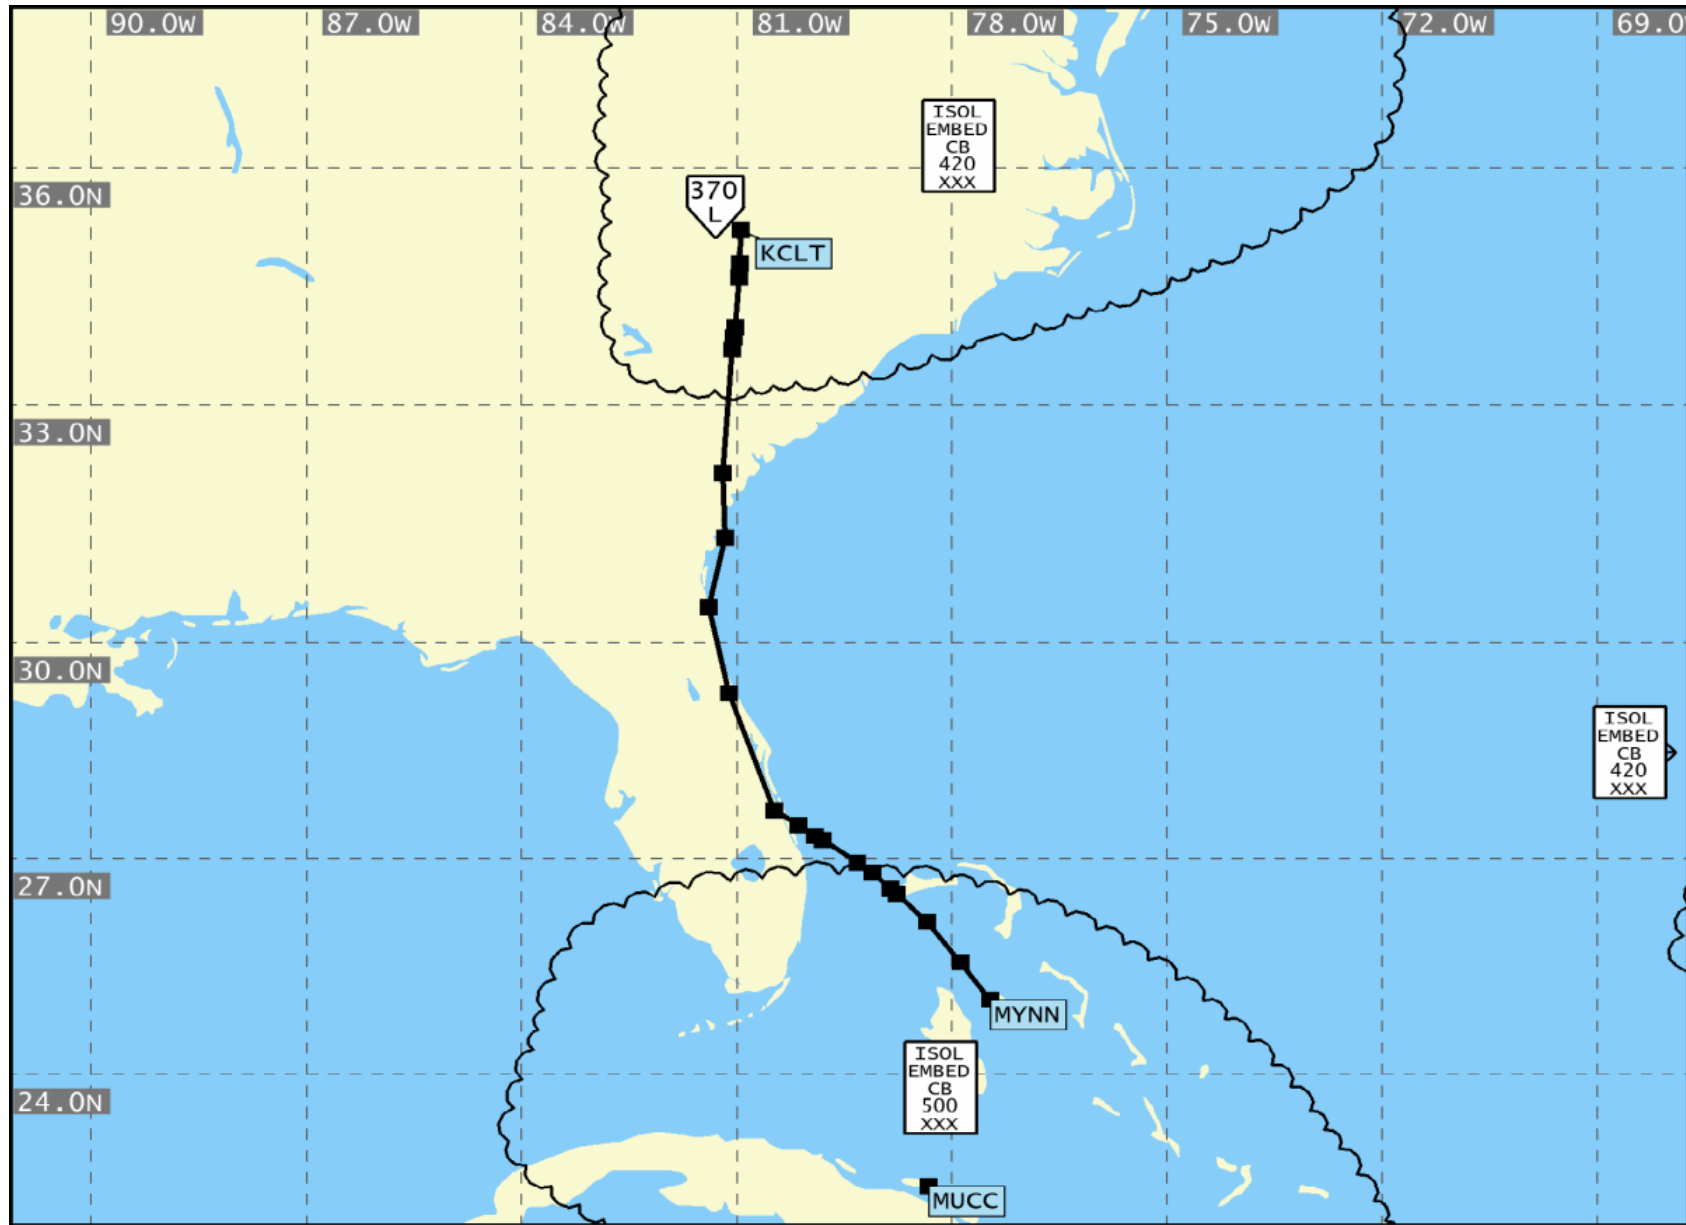 90.0W
87.0W
84.0W
81.0W
78.0W
75.0W
72.0W
69.0
ISOL
EMBED
CB
420
XXX
36.0N
370
L
KCLT
33.0N
30.0N
ISOL
EMBED
CB
420
XXX
27.0N
MYNN
ISOL
EMBED
CB
500
XXX
24.0N
MUCC